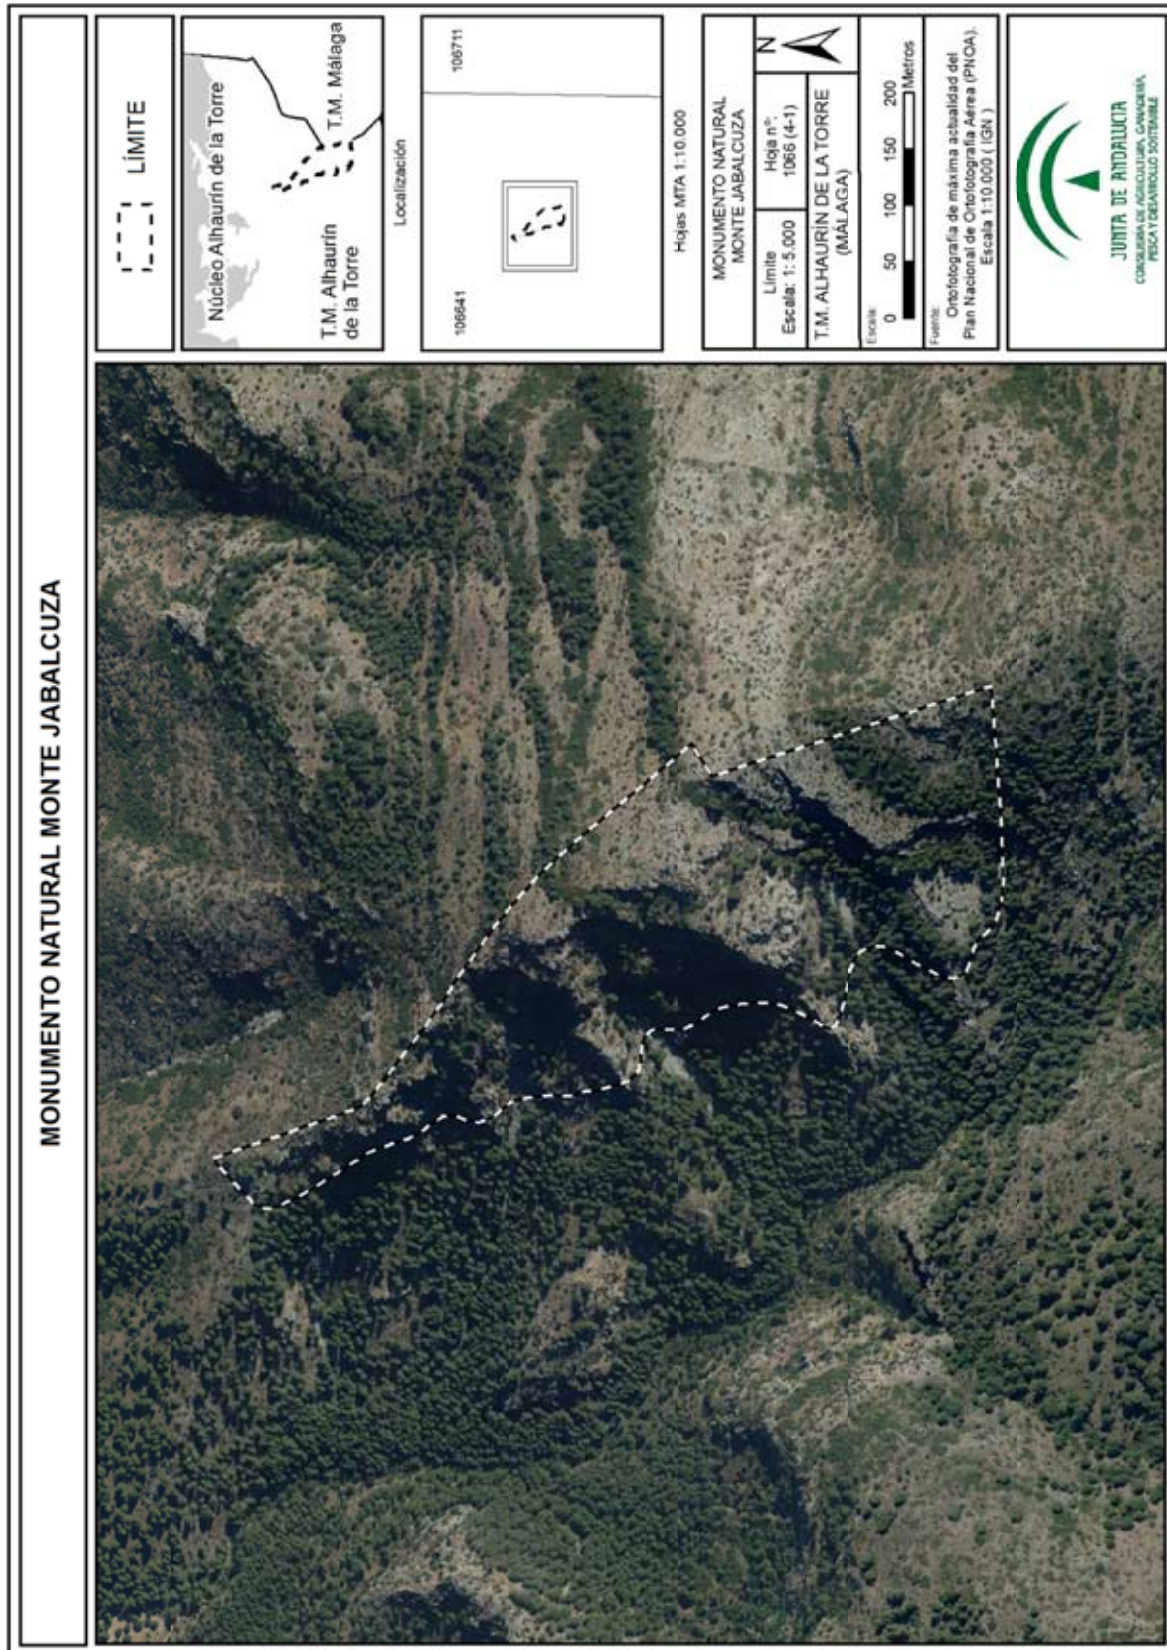 MONUMENTO NATURAL MONTE JABALCUZA
LÍMITE
Núcleo Alhaurín de la Torre
T.M. Alhaurín
de la Torre
T.M. Málaga
Localización
106641
106711
Hojas MTA 1:10.000
MONUMENTO NATURAL
MONTE JABALCUZA
Límite
Escala: 1: 5.000
Hoja nº:
1066 (4-1)
N
T.M. ALHAURÍN DE LA TORRE
(MÁLAGA)
Escala:
0 50 100 150 200
Metros
Fuente:
Ortofotografía de máxima actualidad del
Plan Nacional de Ortofotografía Aérea (PNOA).
Escala 1:10.000 ( IGN )
JUNTA DE ANDALUCIA
CONSEJERIA DE AGRICULTURA, GANADERÍA,
PESCA Y DESARROLLO SOSTENIBLE